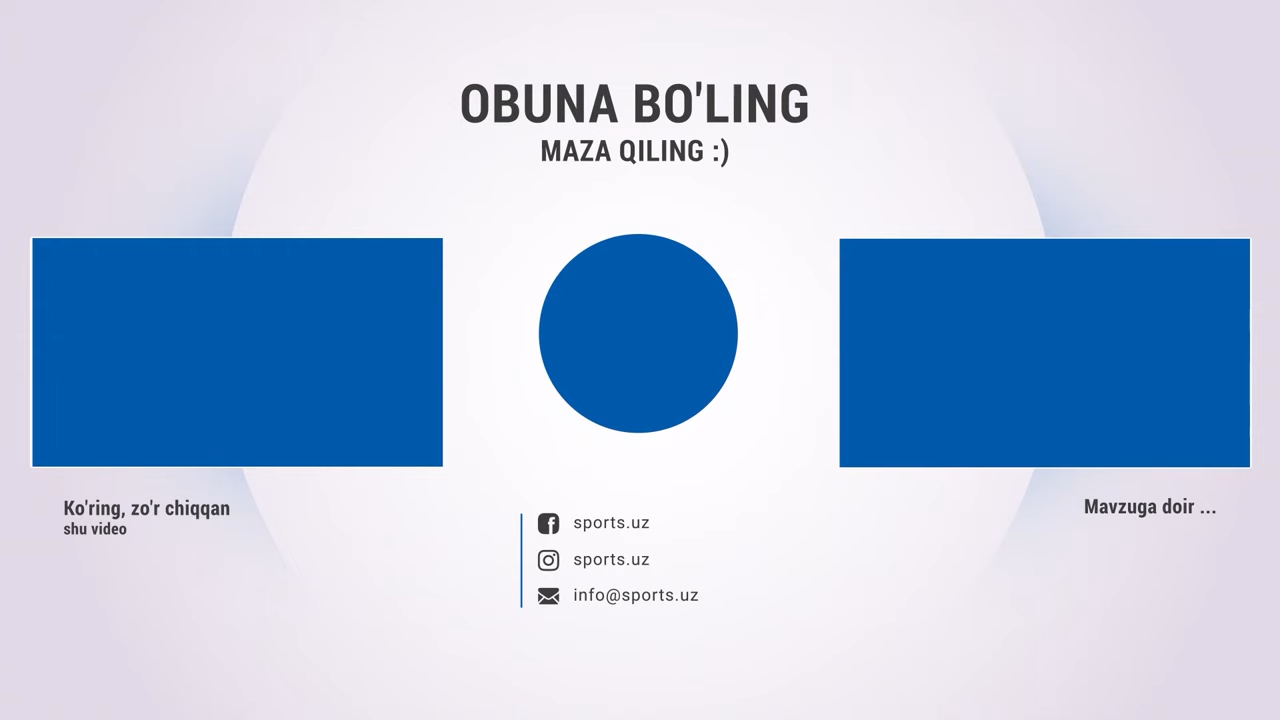 OBUNA BO'LING
MAZA QILING :)
Ko'ring, zo'r chiqqan
shu video
Mavzuga doir ...
sports.uz
sports.uz
info@sports.uz